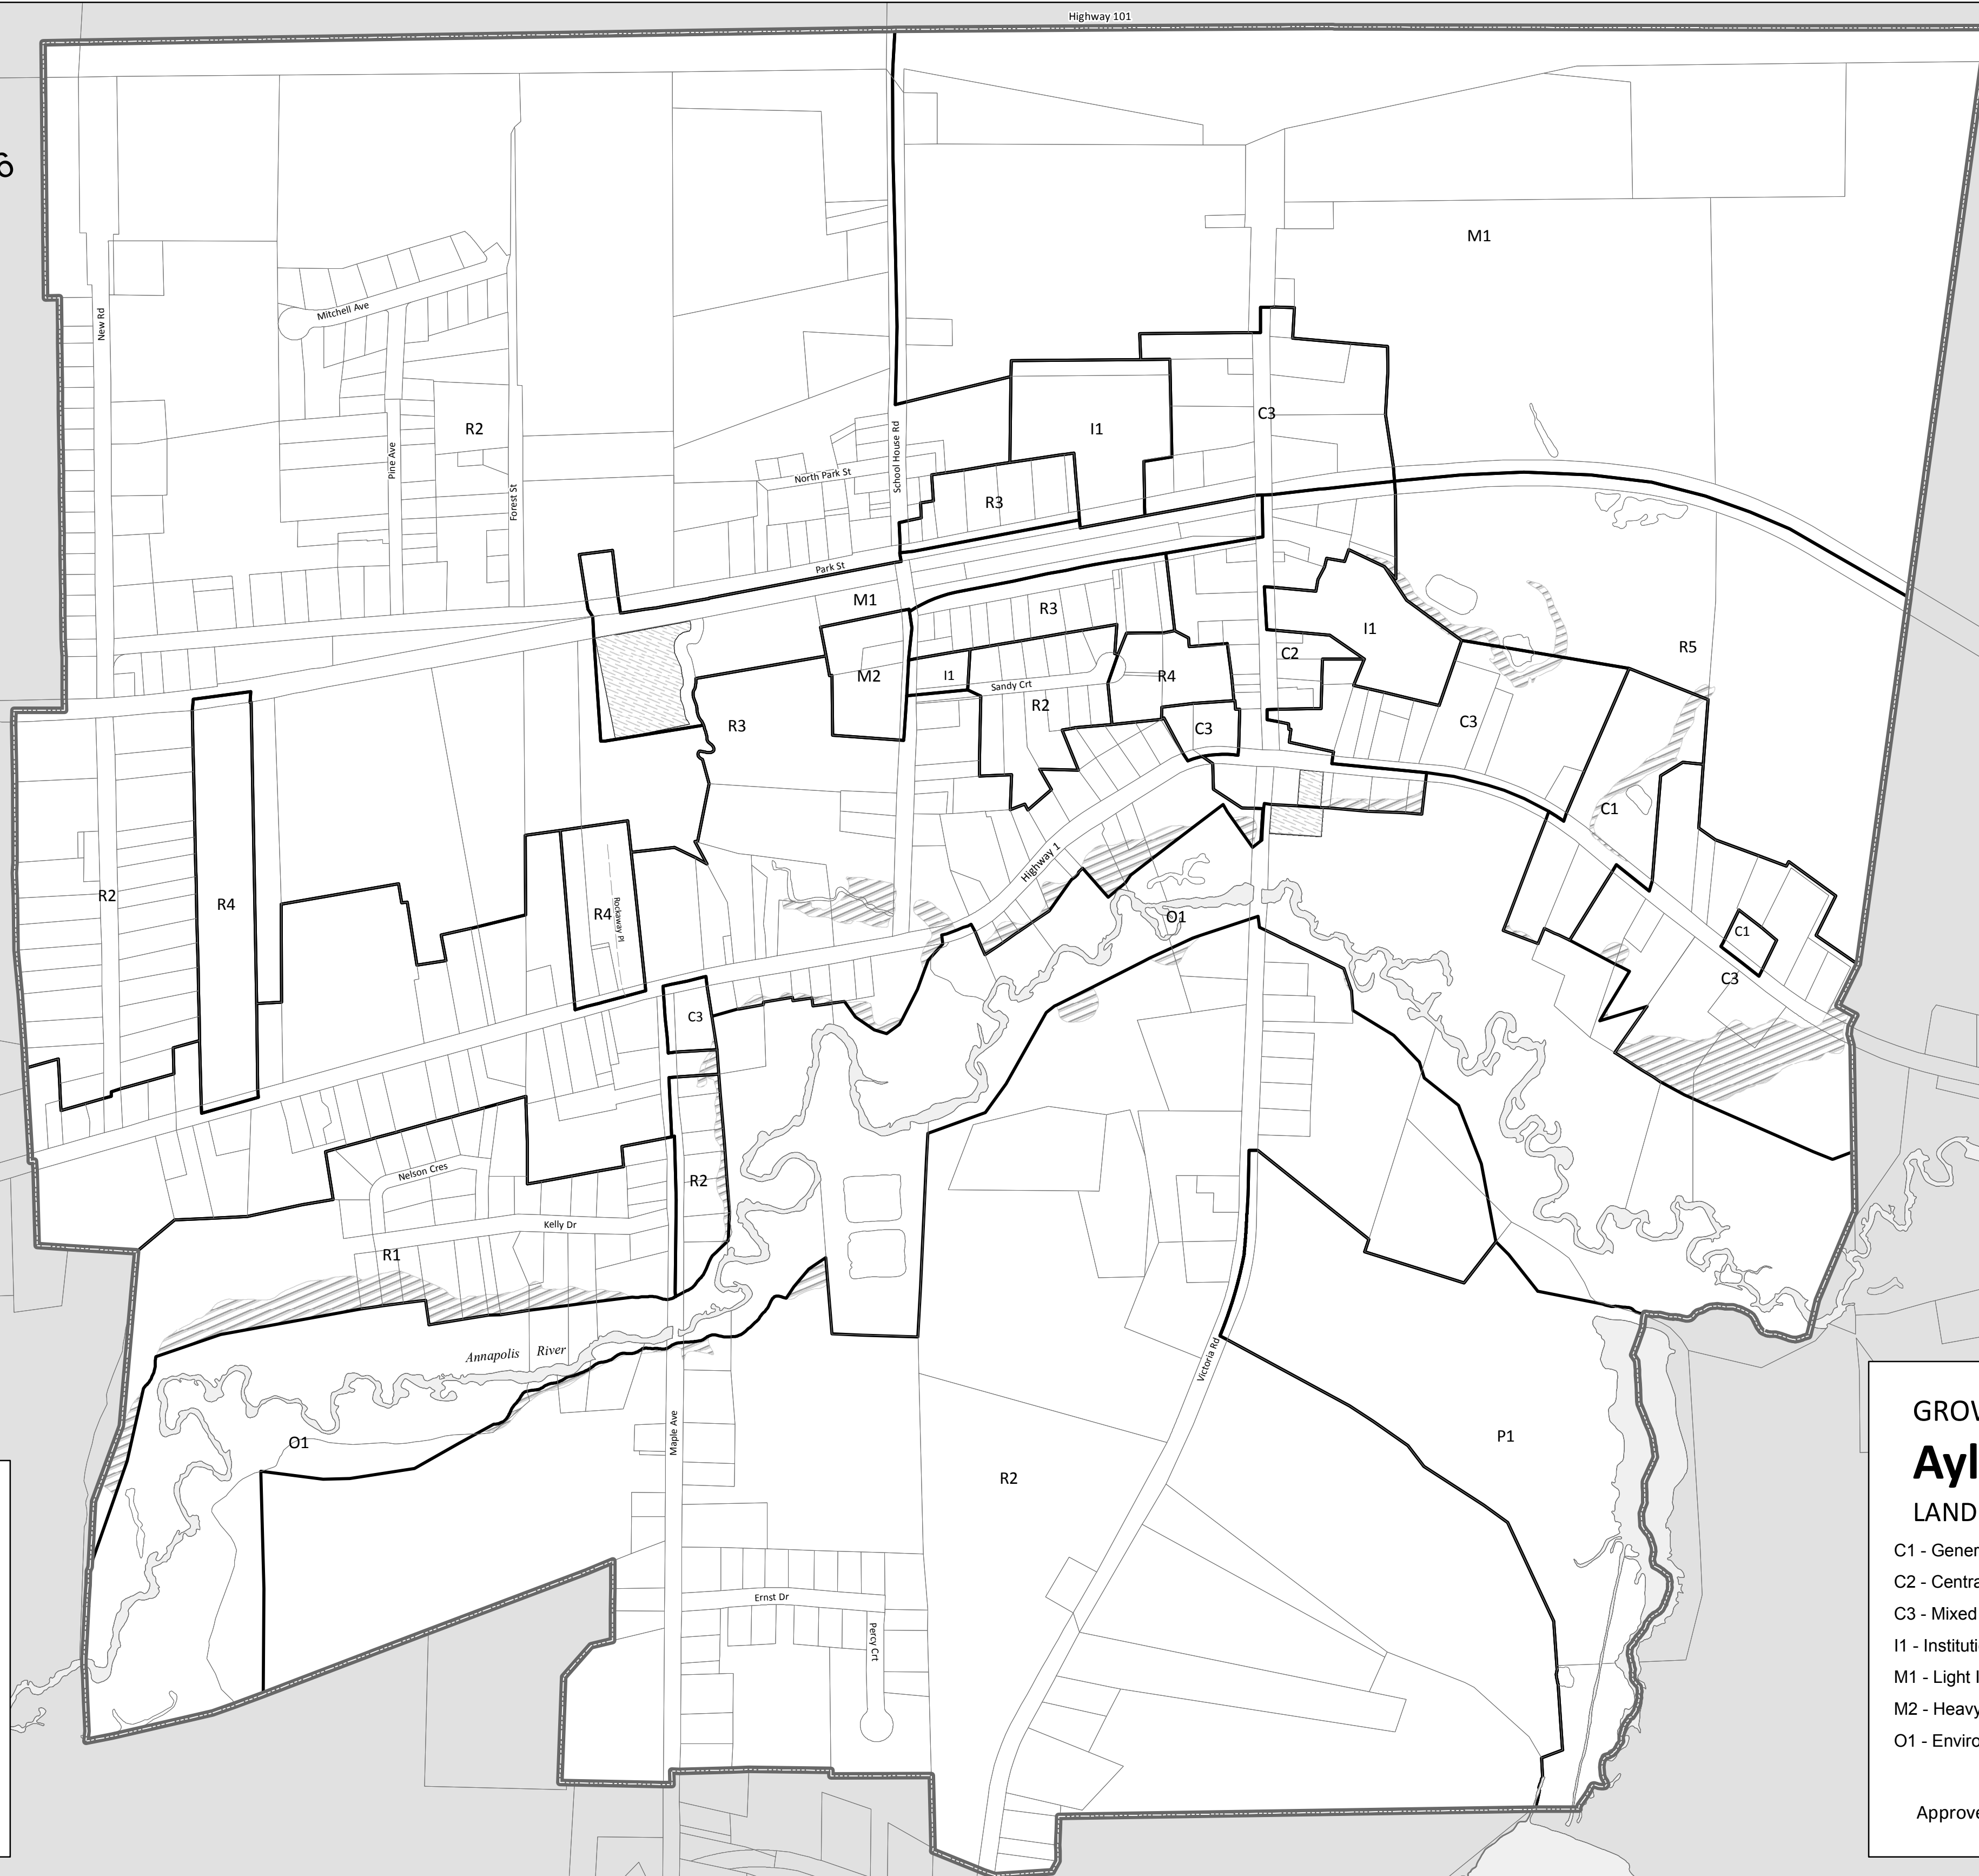 Highway 101
6
M1
New Rd
Mitchell Ave
C3
R2
Pine Ave
Forest St
School House Rd
I1
North Park St
R3
Park St
M1
R3
I1
R5
C2
M2
I1
R4
Sandy Crt
R2
R3
C3
C3
C1
Highway 1
R2
R4
R4
Rockaway Pl
O1
C1
C3
C3
Nelson Cres
R2
Kelly Dr
R1
Annapolis River
Victoria Rd
Maple Ave
O1
P1
R2
Ernst Dr
Percy Crt
GROW
Ayl
LAND
C1 - Gener
C2 - Centra
C3 - Mixed
I1 - Instituti
M1 - Light I
M2 - Heavy
O1 - Enviro
Approve